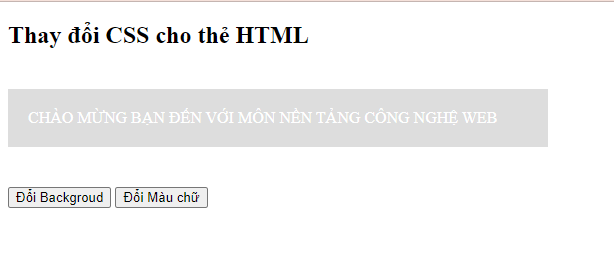 Thay đổi CSS cho thẻ HTML
CHÀO MỪNG BẠN ĐẾN VỚI MÔN NỀN TẢNG CÔNG NGHỆ WEB
Đổi Backgroud Đổi Màu chữ